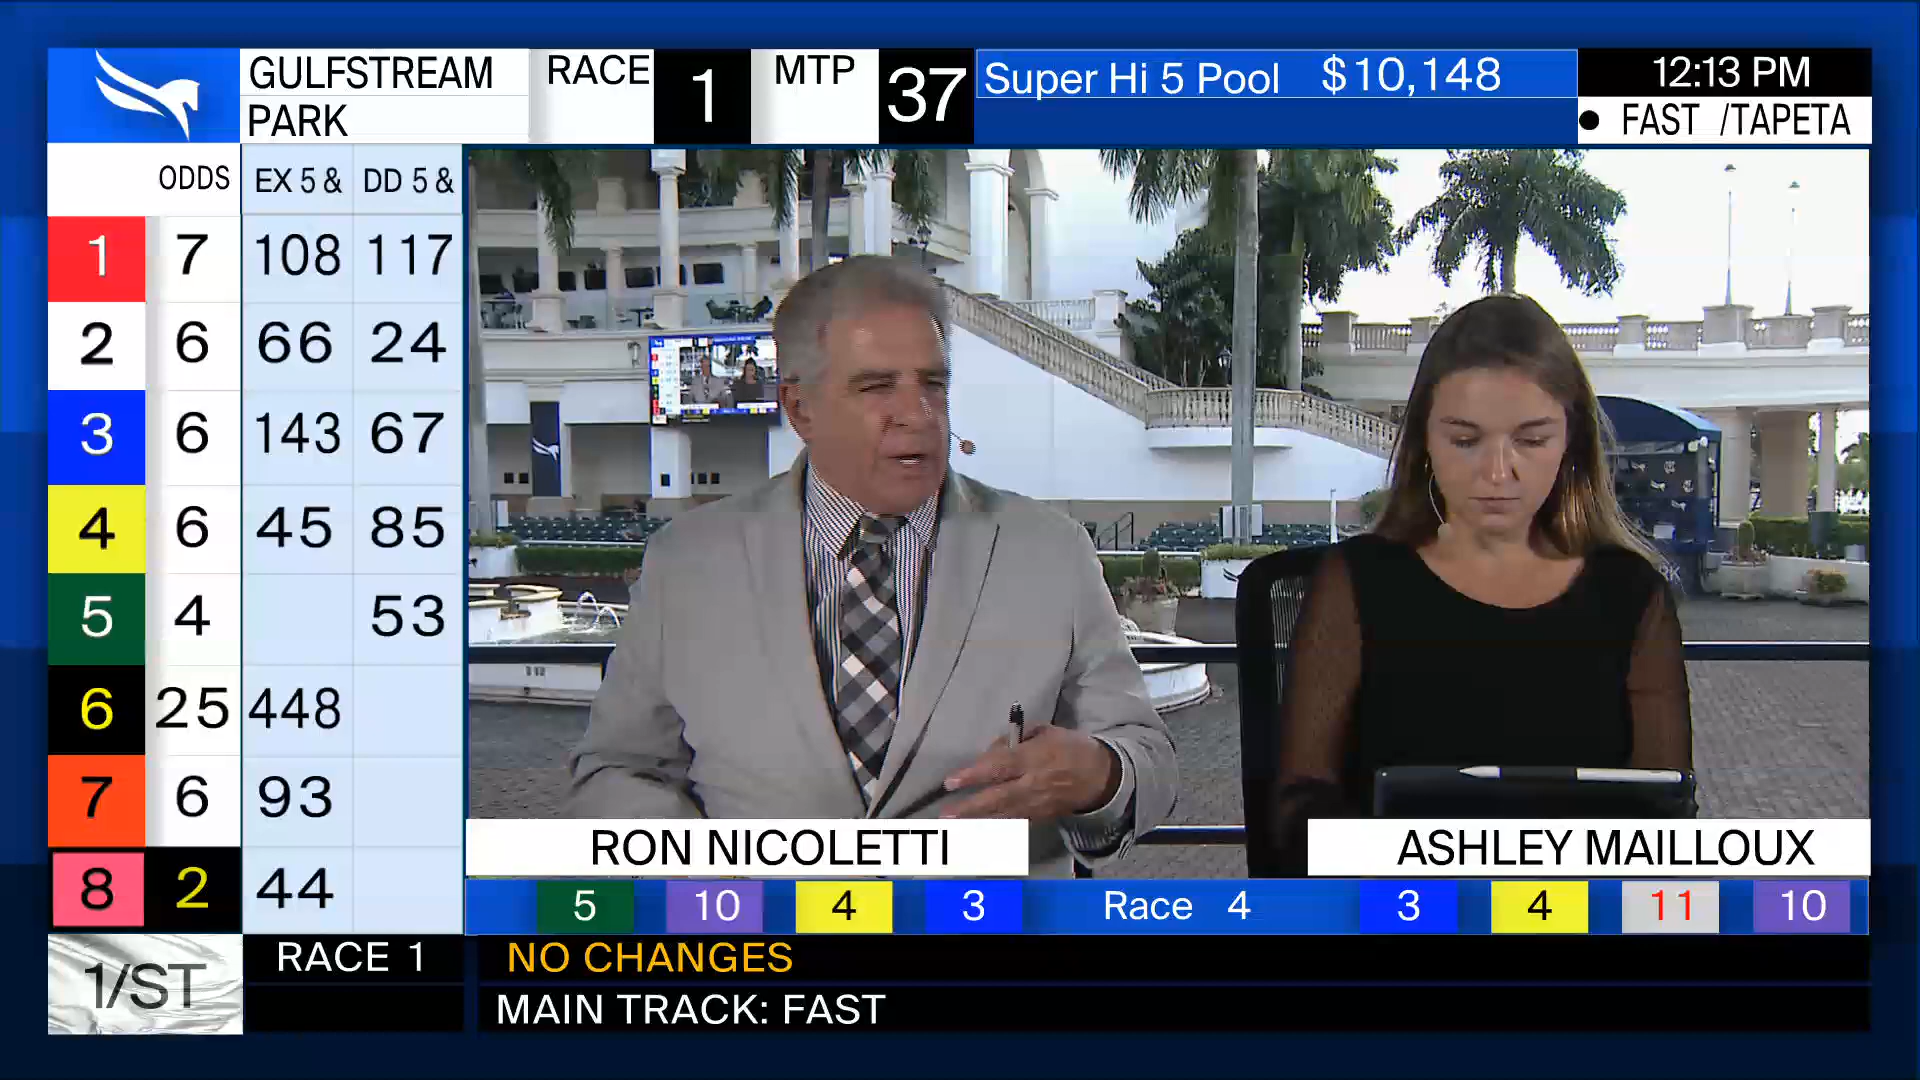 GULFSTREAM PARK
RACE 1
MTP 37
Super Hi 5 Pool $10,148
12:13 PM
FAST /TAPETA
ODDS EX 5 & DD 5 &
1 7 108 117
2 6 66 24
3 6 143 67
4 6 45 85
5 4 53
6 25 448
7 6 93
8 2 44
RON NICOLETTI
ASHLEY MAILLOUX
5 10 4 3 Race 4 3 4 11 10
1/ST
RACE 1
NO CHANGES
MAIN TRACK: FAST